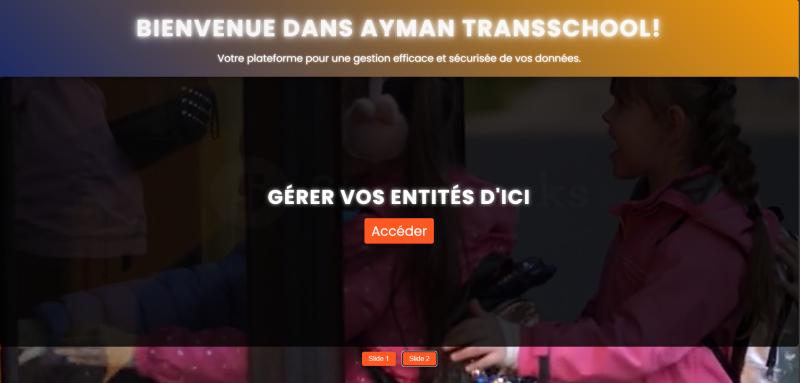 BIENVENUE DANS AYMAN TRANSSCHOOL!
Votre plateforme pour une gestion efficace et sécurisée de vos données.
GÉRER VOS ENTITÉS D'ICI
Accéder
Slide 1
Slide 2